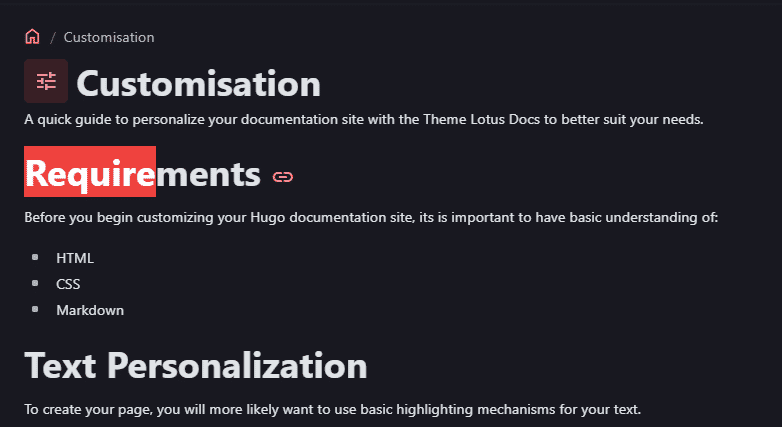 / Customisation
Customisation
A quick guide to personalize your documentation site with the Theme Lotus Docs to better suit your needs.
Requirements
Before you begin customizing your Hugo documentation site, its is important to have basic understanding of:
HTML
CSS
Markdown
Text Personalization
To create your page, you will more likely want to use basic highlighting mechanisms for your text.